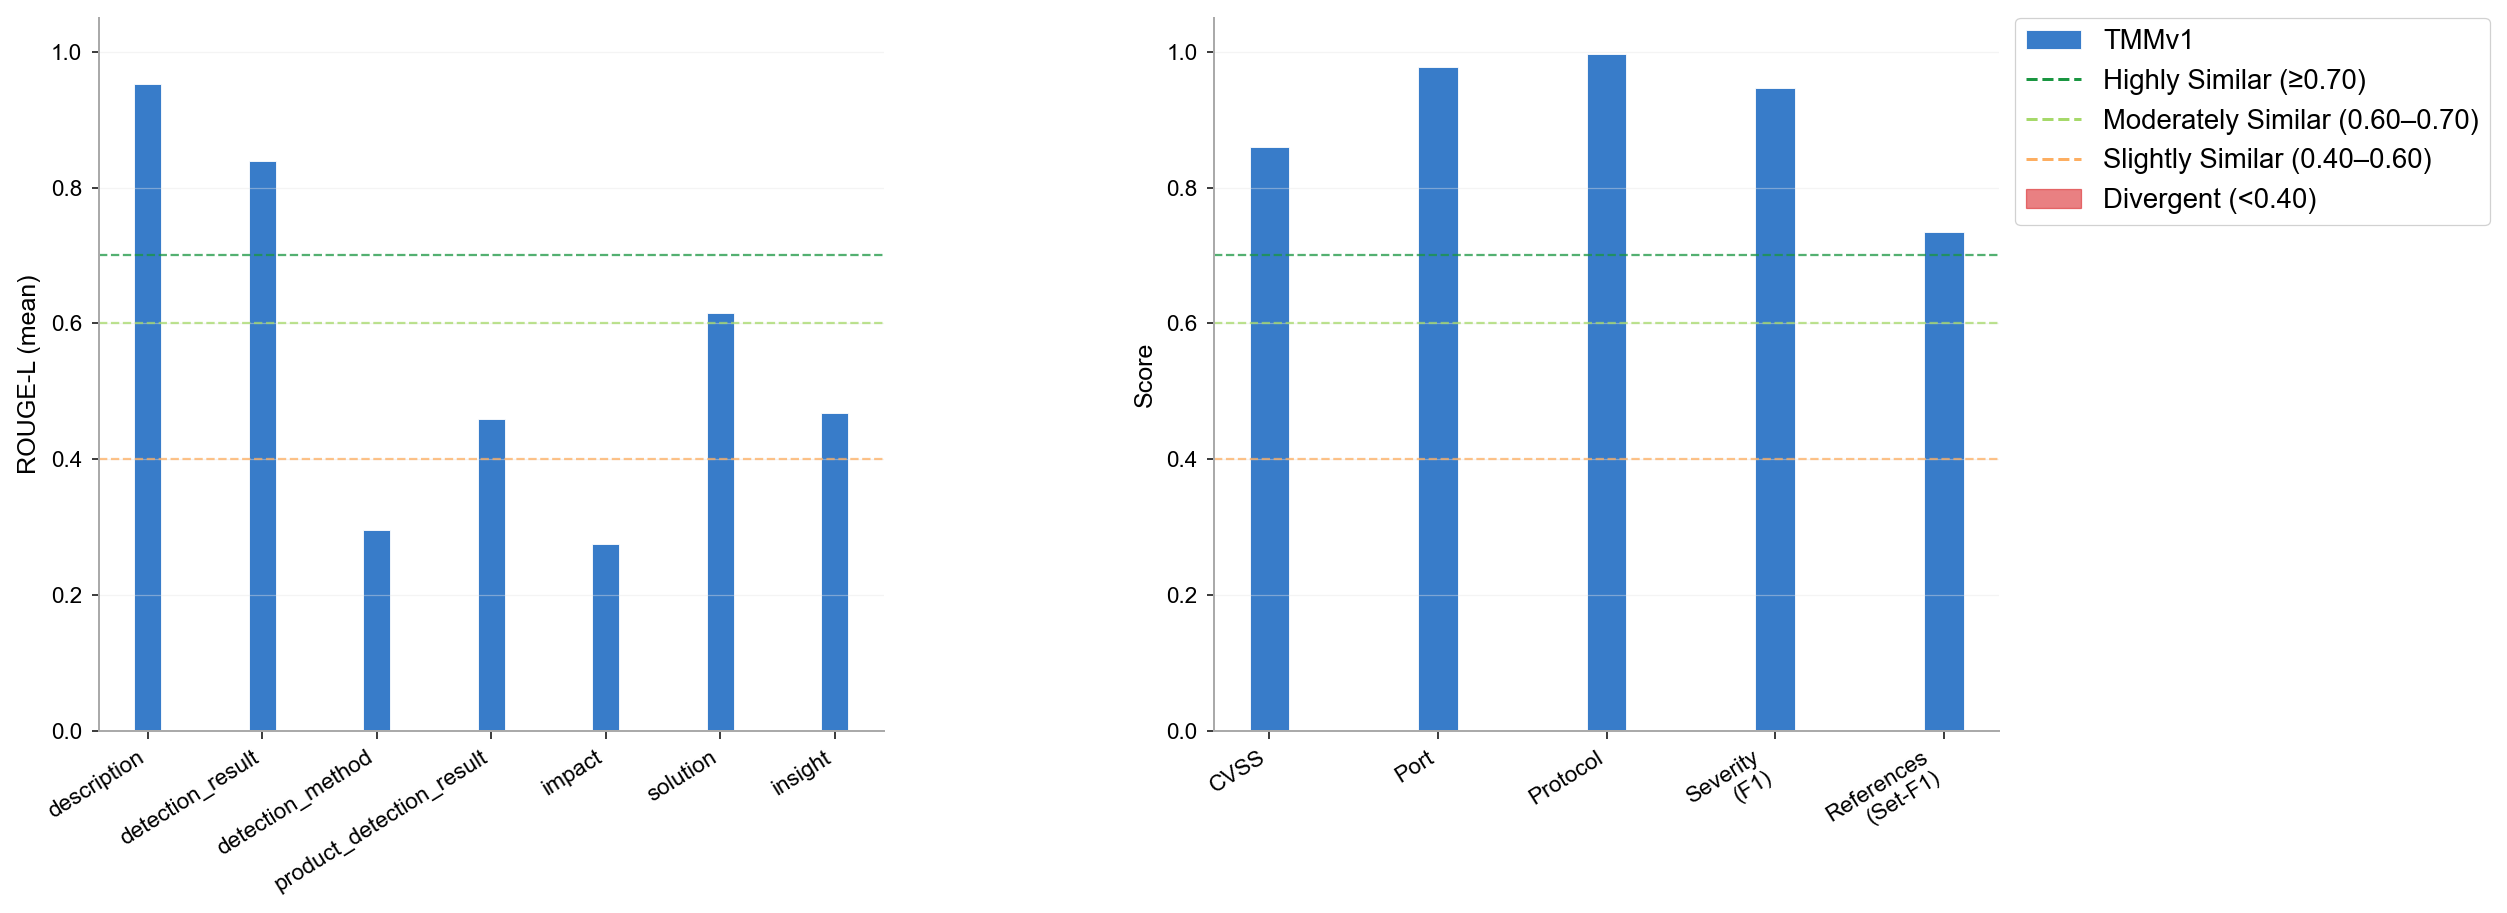 ROUGE-L (mean)
1.0
0.8
0.6
0.4
0.2
0.0
description
detection_result
detection_method
product_detection_result
impact
solution
insight
Score
1.0
0.8
0.6
0.4
0.2
0.0
CVSS
Port
Protocol
Severity
(F1)
References
(Set-F1)
TMMv1
Highly Similar (≥0.70)
Moderately Similar (0.60–0.70)
Slightly Similar (0.40–0.60)
Divergent (<0.40)